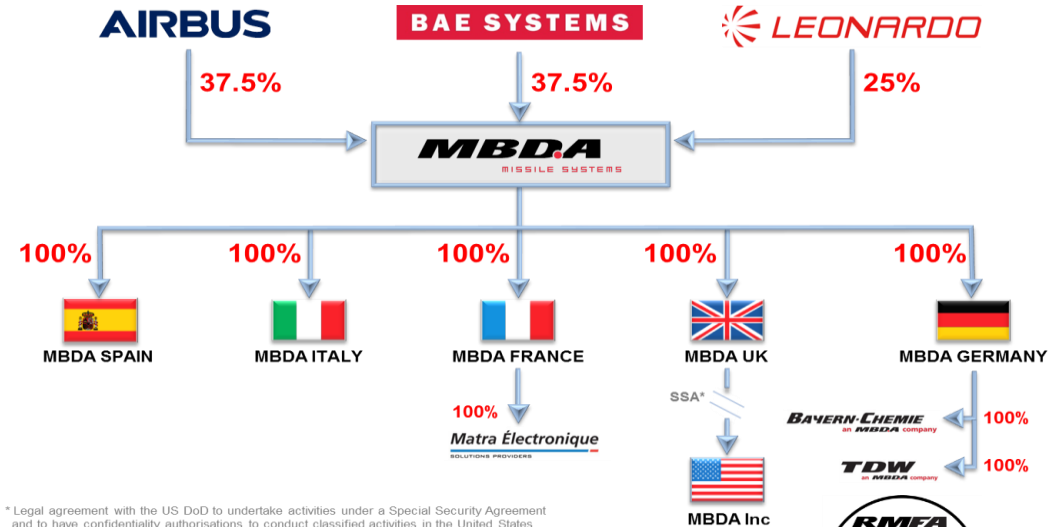 AIRBUS
BAE SYSTEMS
LEONARDO
37.5%
37.5%
25%
MBDA
MISSILE SYSTEMS
100%
100%
100%
100%
100%
MBDA SPAIN
MBDA ITALY
MBDA FRANCE
MBDA UK
MBDA GERMANY
100%
Matra Électronique
SOLUTIONS PROVIDERS
SSA*
MBDA Inc
BAYERN-CHEMIE
an MBDA company
100%
TDW
an MBDA company
100%
RMFA
* Legal agreement with the US DoD to undertake activities under a Special Security Agreement
and to have confidentiality authorisations to conduct classified activities in the United States